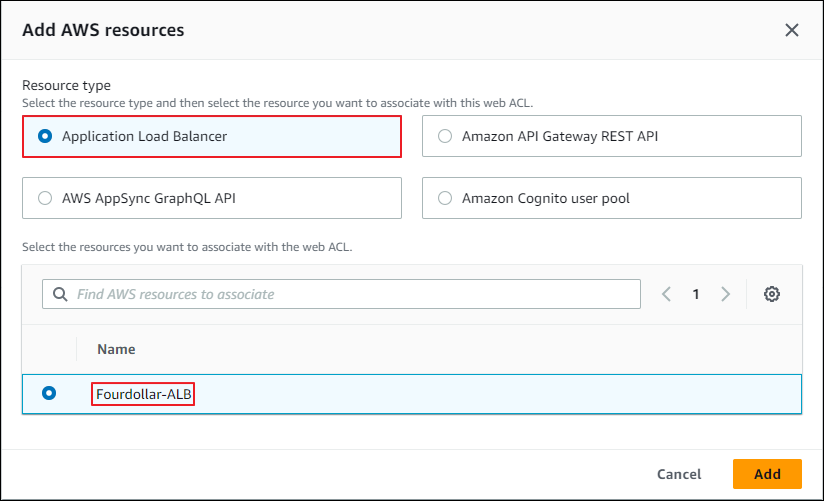 Add AWS resources
Resource type
Select the resource type and then select the resource you want to associate with this web ACL.
Application Load Balancer
Amazon API Gateway REST API
AWS AppSync GraphQL API
Amazon Cognito user pool
Select the resources you want to associate with the web ACL.
Find AWS resources to associate
1
Name
Fourdollar-ALB
Cancel
Add